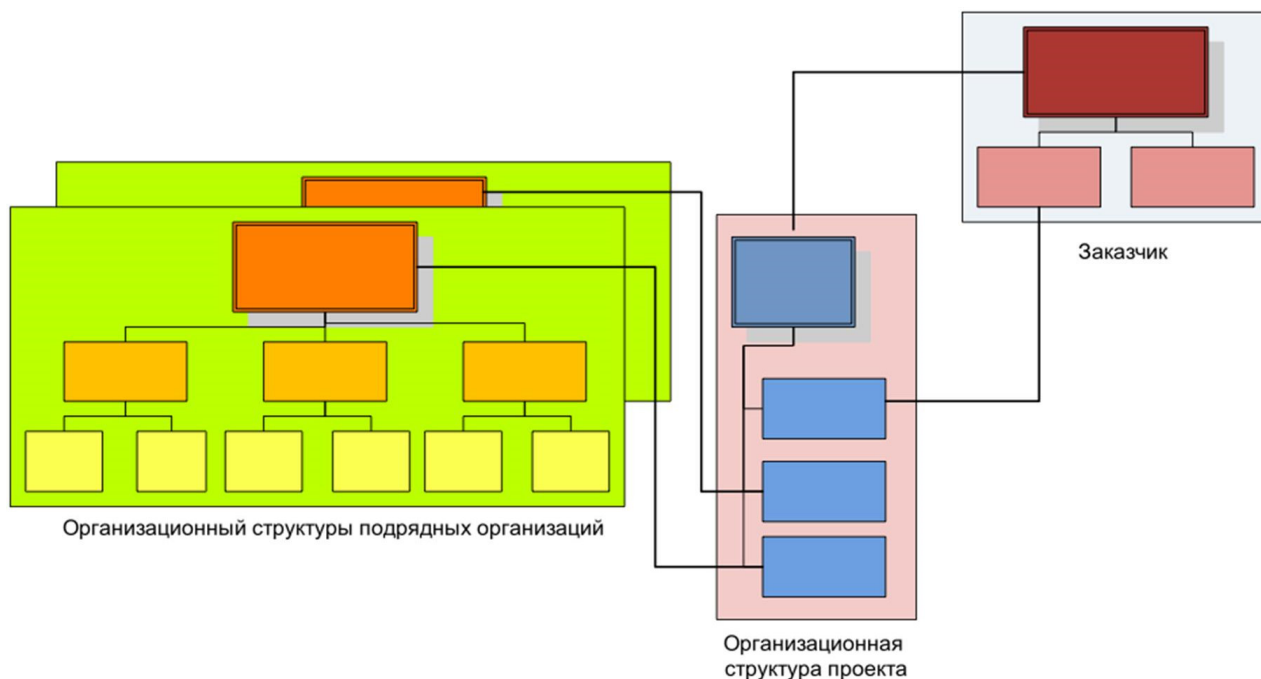 Заказчик
Организационный структуры подрядных организаций
Организационная
структура проекта